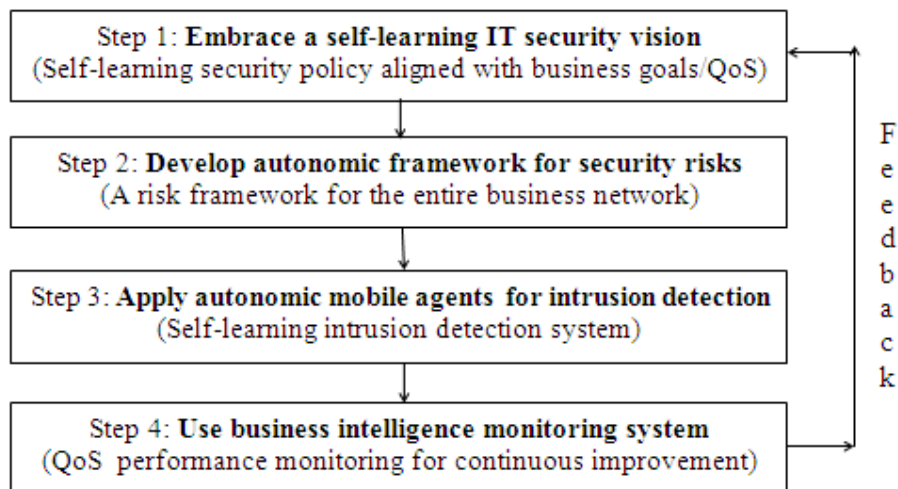 Step 1: Embrace a self-learning IT security vision
(Self-learning security policy aligned with business goals/QoS)
Step 2: Develop autonomic framework for security risks
(A risk framework for the entire business network)
Step 3: Apply autonomic mobile agents for intrusion detection
(Self-learning intrusion detection system)
Step 4: Use business intelligence monitoring system
(QoS performance monitoring for continuous improvement)
Feedback